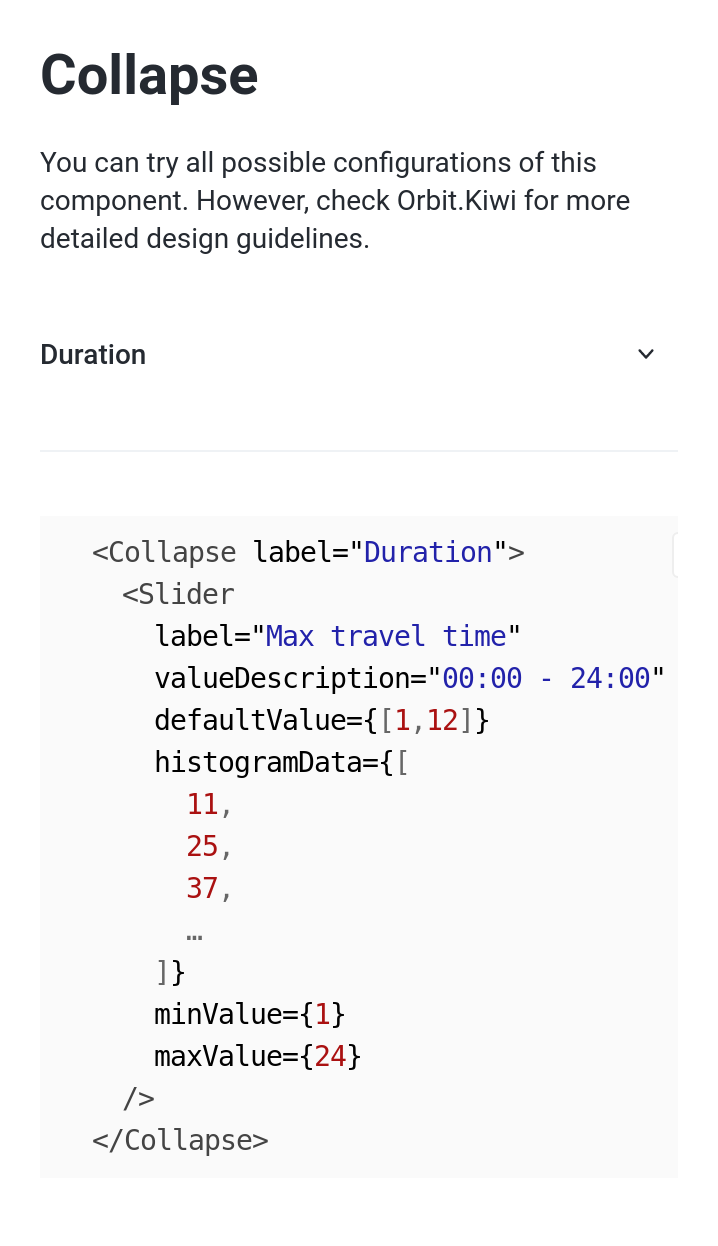 Collapse
You can try all possible configurations of this
component. However, check Orbit.Kiwi for more
detailed design guidelines.
Duration
<Collapse label="Duration">
<Slider
label="Max travel time"
valueDescription="00:00 - 24:00"
defaultValue={[1,12]}
histogramData={[
11,
25,
37,
…
]}
minValue={1}
maxValue={24}
/>
</Collapse>